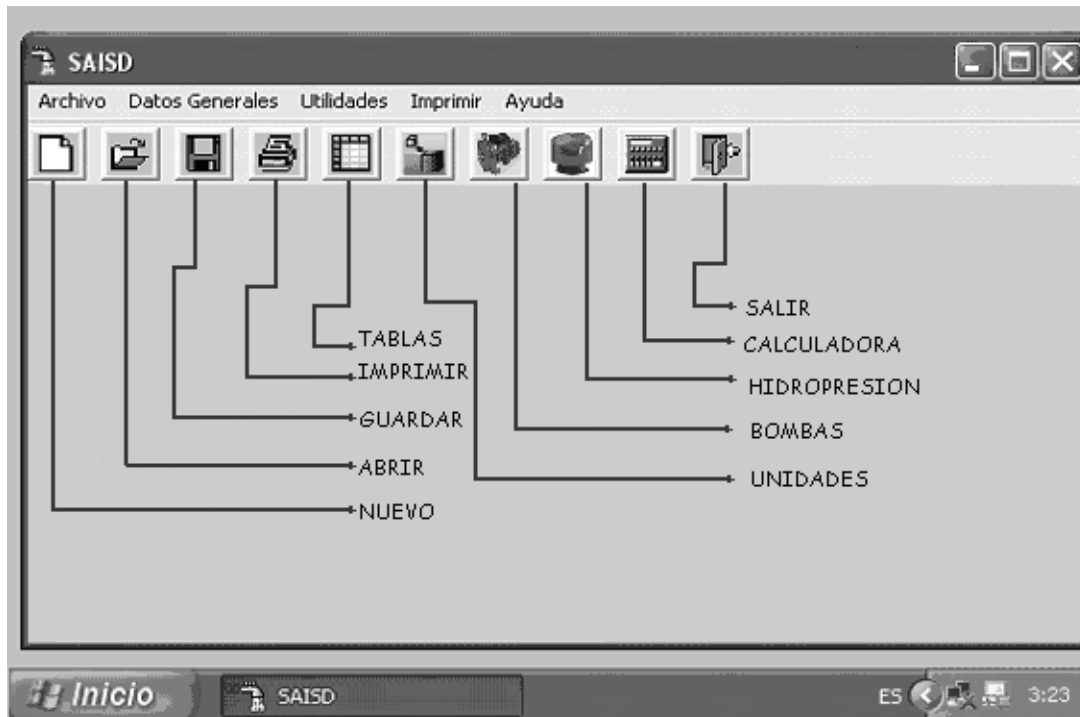 SAISD
Archivo Datos Generales Utilidades Imprimir Ayuda
SALIR
TABLAS
CALCULADORA
IMPRIMIR
HIDROPRESION
GUARDAR
BOMBAS
ABRIR
UNIDADES
NUEVO
Inicio SAISD ES 3:23